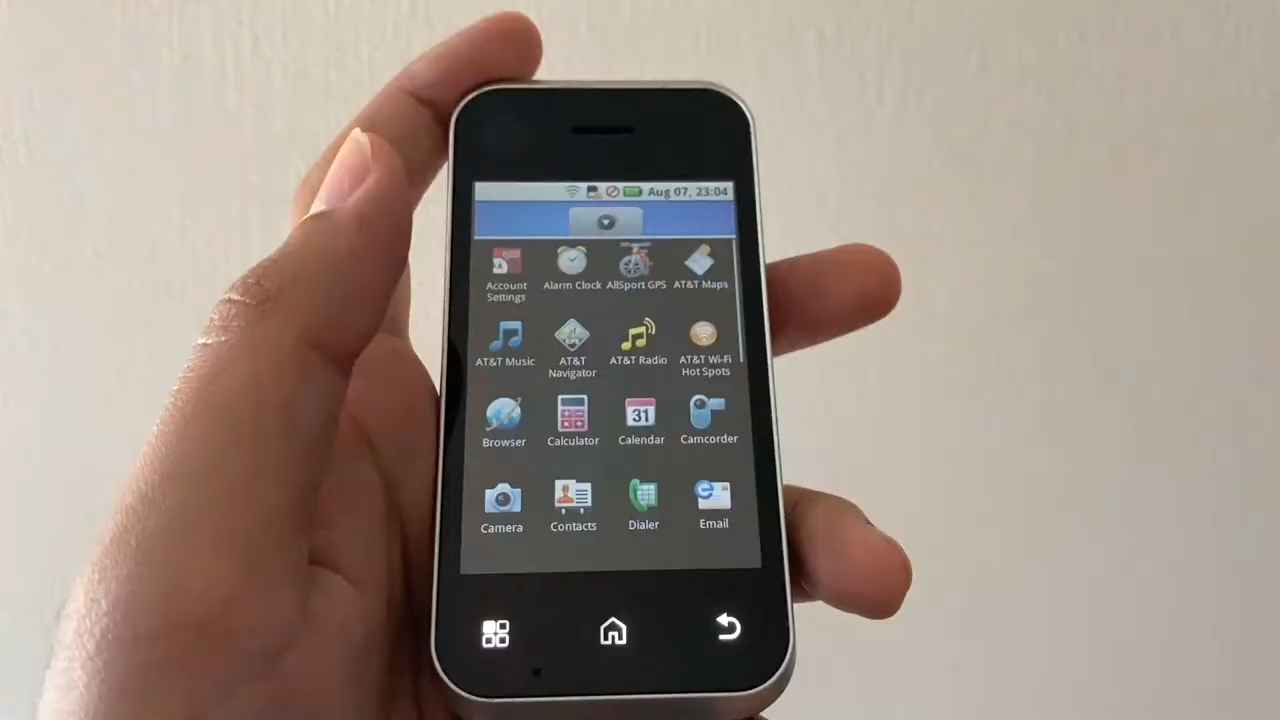 Aug 07, 23:04
Account Settings
Alarm Clock
AllSport GPS
AT&T Maps
AT&T Music
AT&T Navigator
AT&T Radio
AT&T Wi-Fi Hot Spots
Browser
Calculator
31
Calendar
Camcorder
Camera
Contacts
Dialer
Email